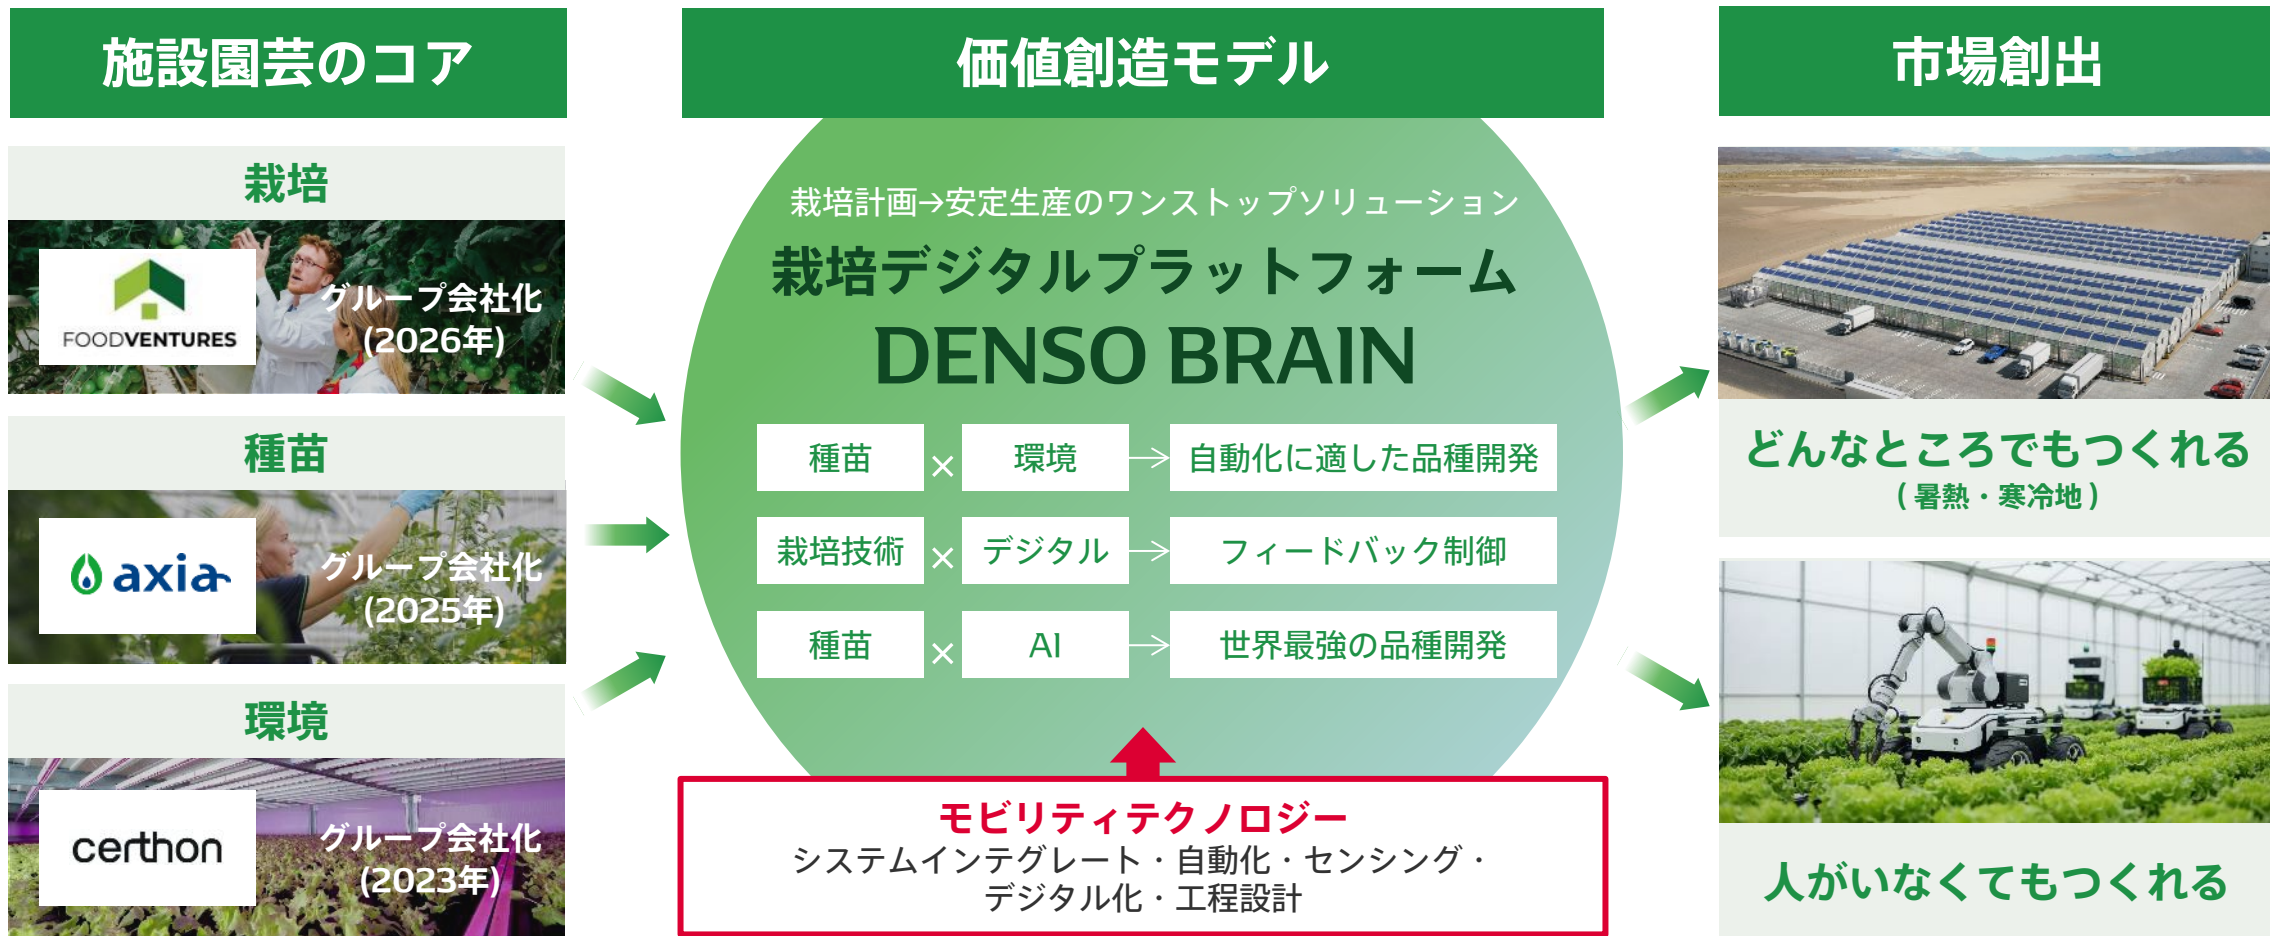 施設園芸のコア
栽培
FOODVENTURES
グループ会社化
(2026年)
種苗
axia
グループ会社化
(2025年)
環境
certhon
グループ会社化
(2023年)
価値創造モデル
栽培計画→安定生産のワンストップソリューション
栽培デジタルプラットフォーム
DENSO BRAIN
種苗 × 環境 → 自動化に適した品種開発
栽培技術 × デジタル → フィードバック制御
種苗 × AI → 世界最強の品種開発
モビリティテクノロジー
システムインテグレート・自動化・センシング・
デジタル化・工程設計
市場創出
どんなところでもつくれる
(暑熱・寒冷地)
人がいなくてもつくれる